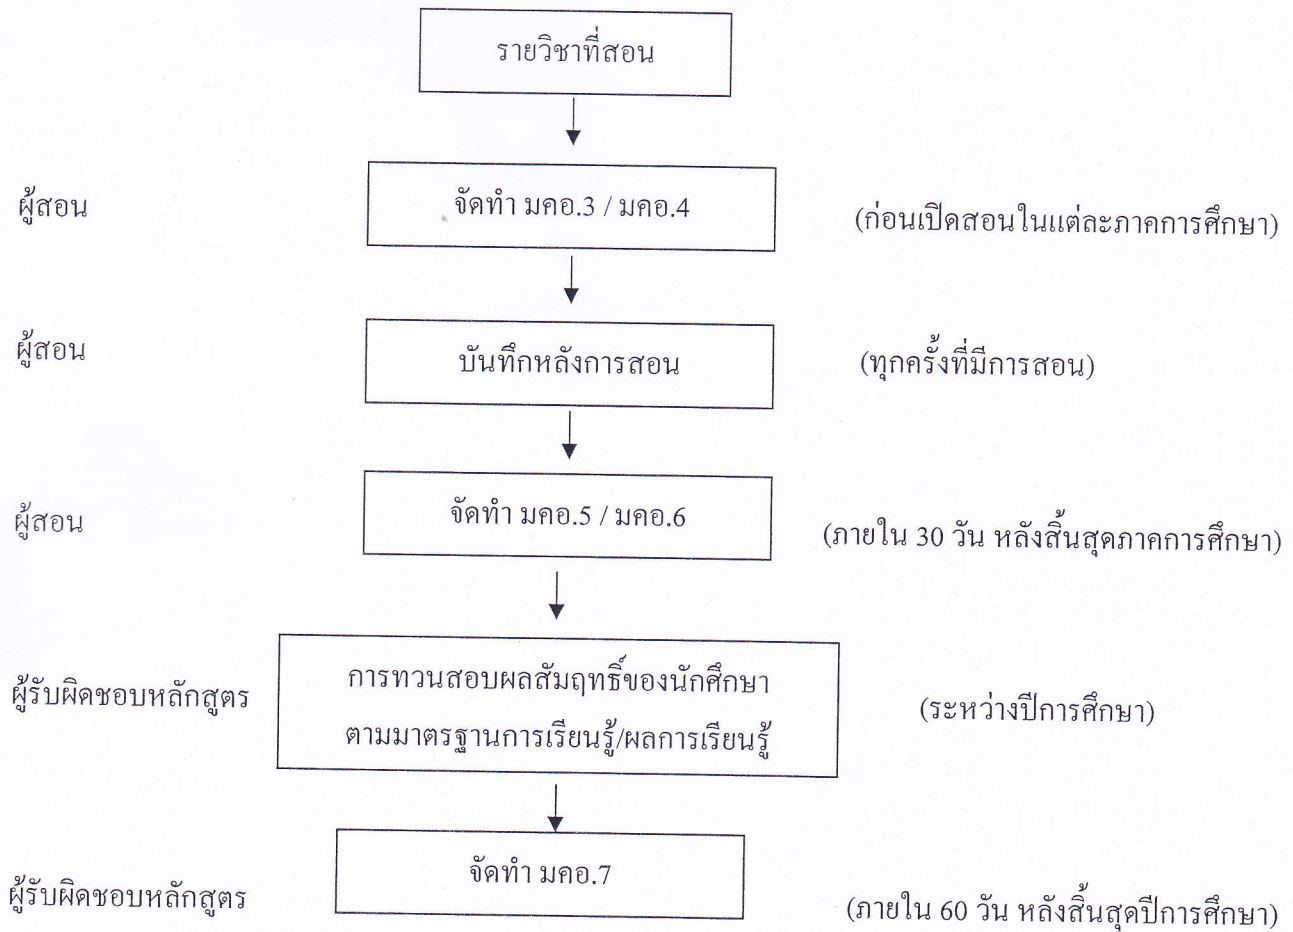 รายวิชาที่สอน
ผู้สอน
จัดทำ มคอ.3 / มคอ.4
(ก่อนเปิดสอนในแต่ละภาคการศึกษา)
ผู้สอน
บันทึกหลังการสอน
(ทุกครั้งที่มีการสอน)
ผู้สอน
จัดทำ มคอ.5 / มคอ.6
(ภายใน 30 วัน หลังสิ้นสุดภาคการศึกษา)
ผู้รับผิดชอบหลักสูตร
การทวนสอบผลสัมฤทธิ์ของนักศึกษา
ตามมาตรฐานการเรียนรู้/ผลการเรียนรู้
(ระหว่างปีการศึกษา)
ผู้รับผิดชอบหลักสูตร
จัดทำ มคอ.7
(ภายใน 60 วัน หลังสิ้นสุดปีการศึกษา)